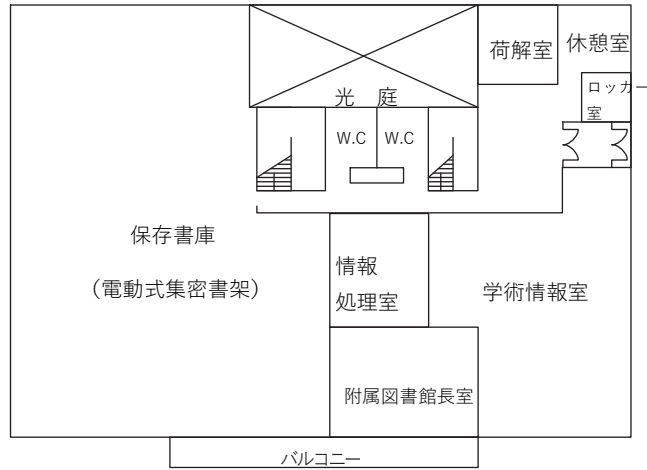 荷解室
休憩室
ロッカー
室
光 庭
W.C
W.C
保存書庫
(電動式集密書架)
情報
処理室
学術情報室
附属図書館長室
バルコニー